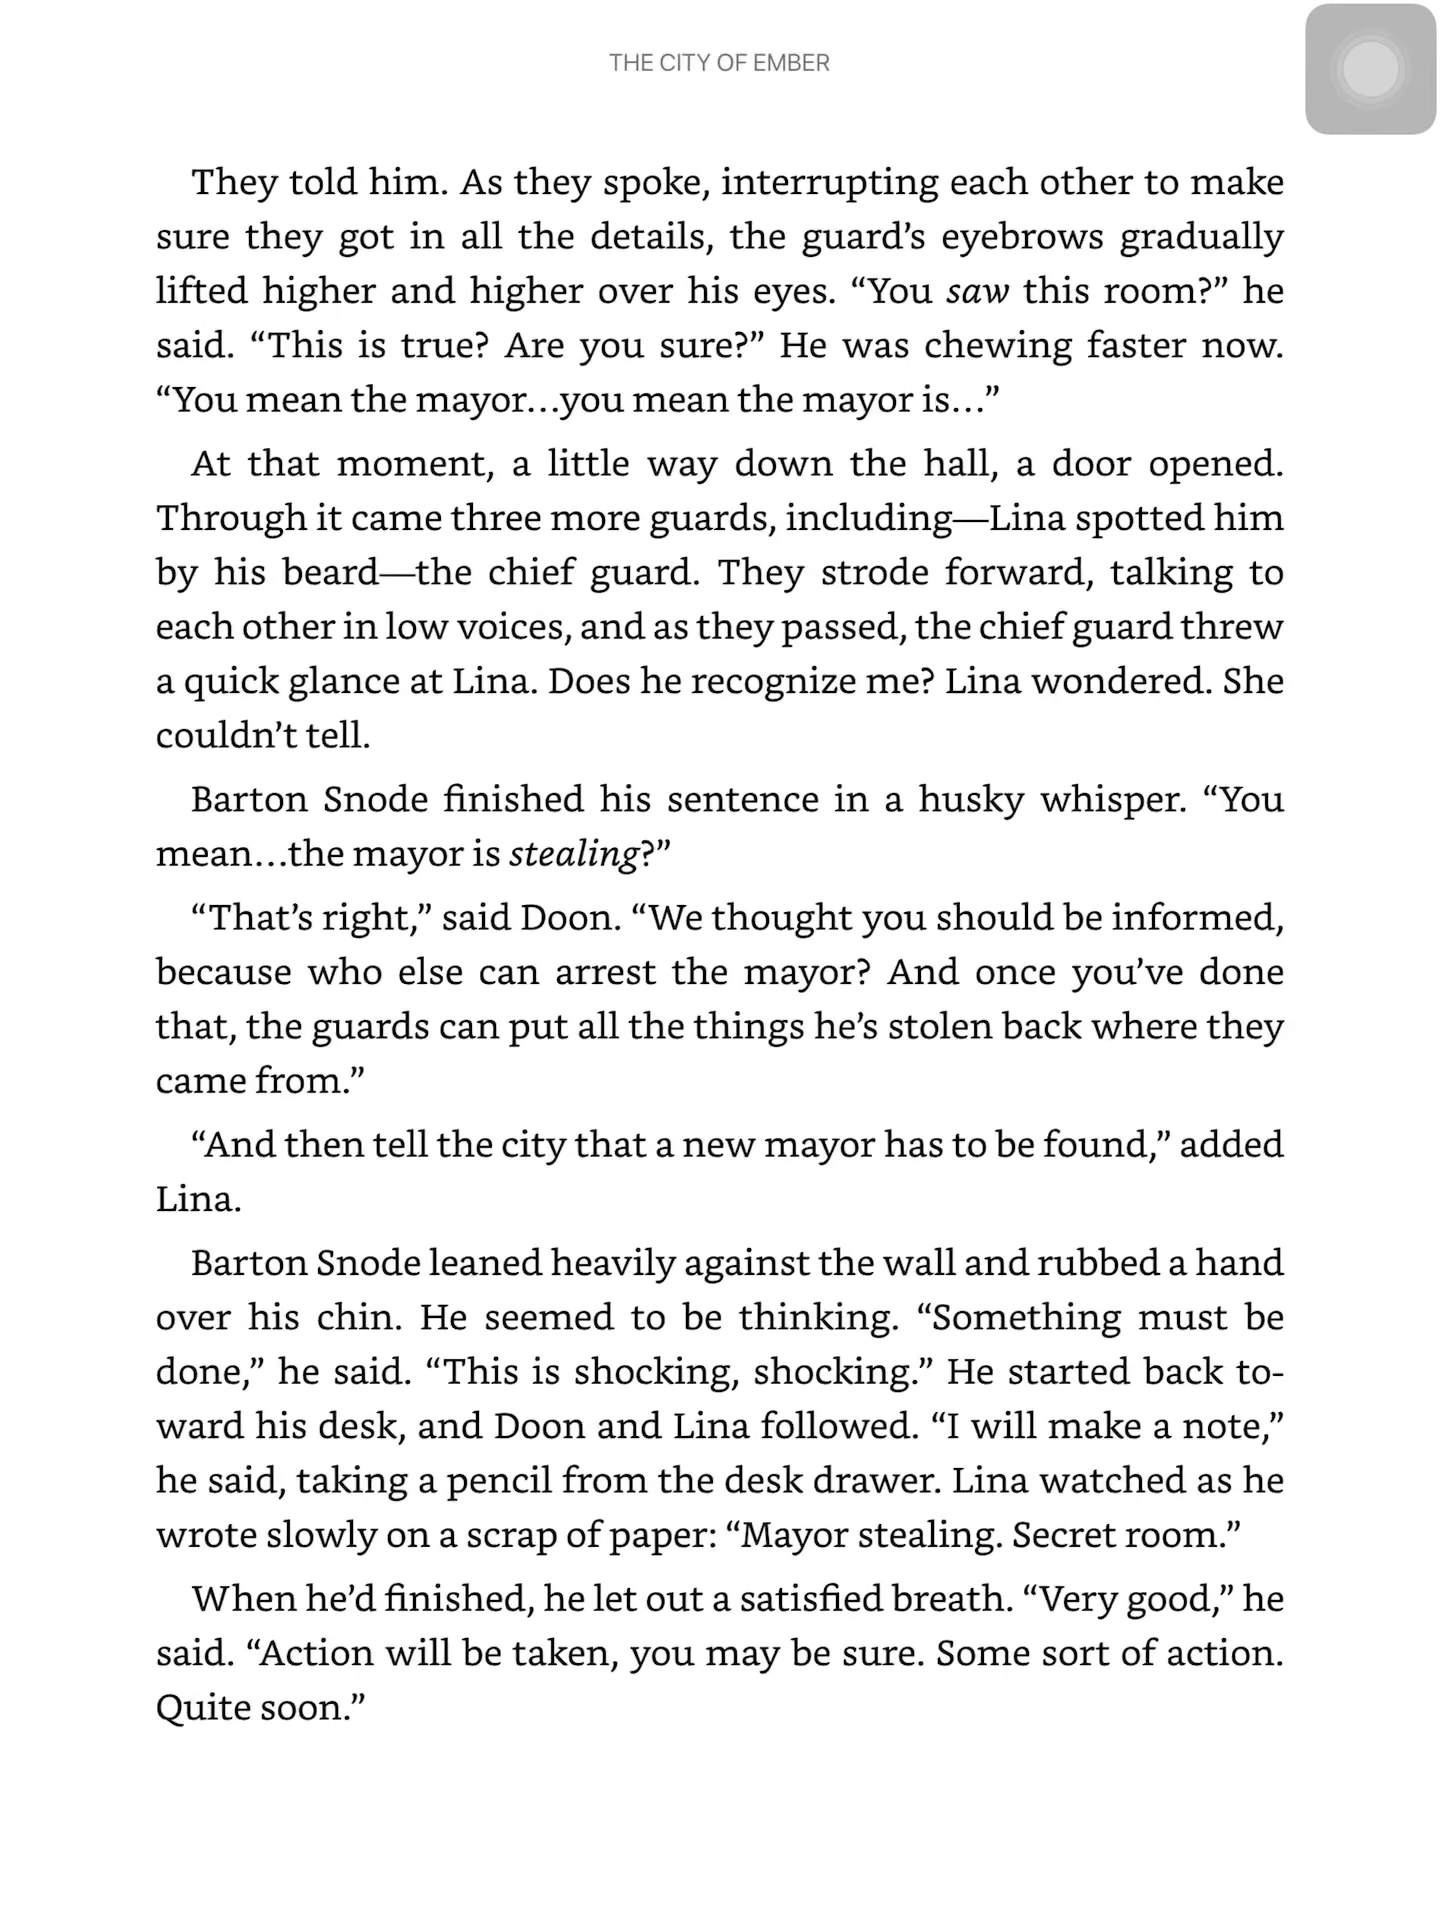 THE CITY OF EMBER
They told him. As they spoke, interrupting each other to make
sure they got in all the details, the guard’s eyebrows gradually
lifted higher and higher over his eyes. “You saw this room?” he
said. “This is true? Are you sure?” He was chewing faster now.
“You mean the mayor…you mean the mayor is…”
At that moment, a little way down the hall, a door opened.
Through it came three more guards, including—Lina spotted him
by his beard—the chief guard. They strode forward, talking to
each other in low voices, and as they passed, the chief guard threw
a quick glance at Lina. Does he recognize me? Lina wondered. She
couldn’t tell.
Barton Snode finished his sentence in a husky whisper. “You
mean…the mayor is stealing?”
“That’s right,” said Doon. “We thought you should be informed,
because who else can arrest the mayor? And once you’ve done
that, the guards can put all the things he’s stolen back where they
came from.”
“And then tell the city that a new mayor has to be found,” added
Lina.
Barton Snode leaned heavily against the wall and rubbed a hand
over his chin. He seemed to be thinking. “Something must be
done,” he said. “This is shocking, shocking.” He started back to-
ward his desk, and Doon and Lina followed. “I will make a note,”
he said, taking a pencil from the desk drawer. Lina watched as he
wrote slowly on a scrap of paper: “Mayor stealing. Secret room.”
When he’d finished, he let out a satisfied breath. “Very good,” he
said. “Action will be taken, you may be sure. Some sort of action.
Quite soon.”